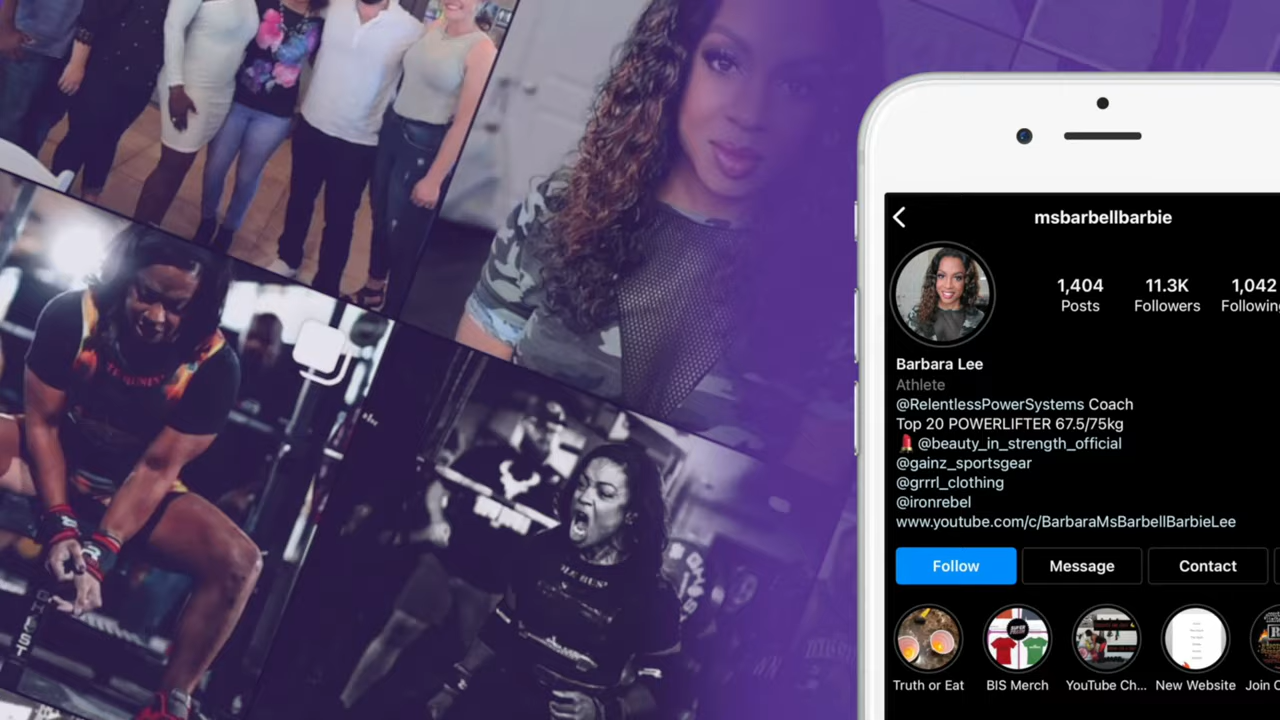 msbarbellbarbie
1,404 11.3K 1,042
Posts Followers Following
Barbara Lee
Athlete
@RelentlessPowerSystems Coach
Top 20 POWERLIFTER 67.5/75kg
@beauty_in_strength_official
@gainz_sportsgear
@grrrl_clothing
@ironrebel
www.youtube.com/c/BarbaraMsBarbellBarbieLee
Follow Message Contact
Truth or Eat BIS Merch YouTube Ch... New Website Join